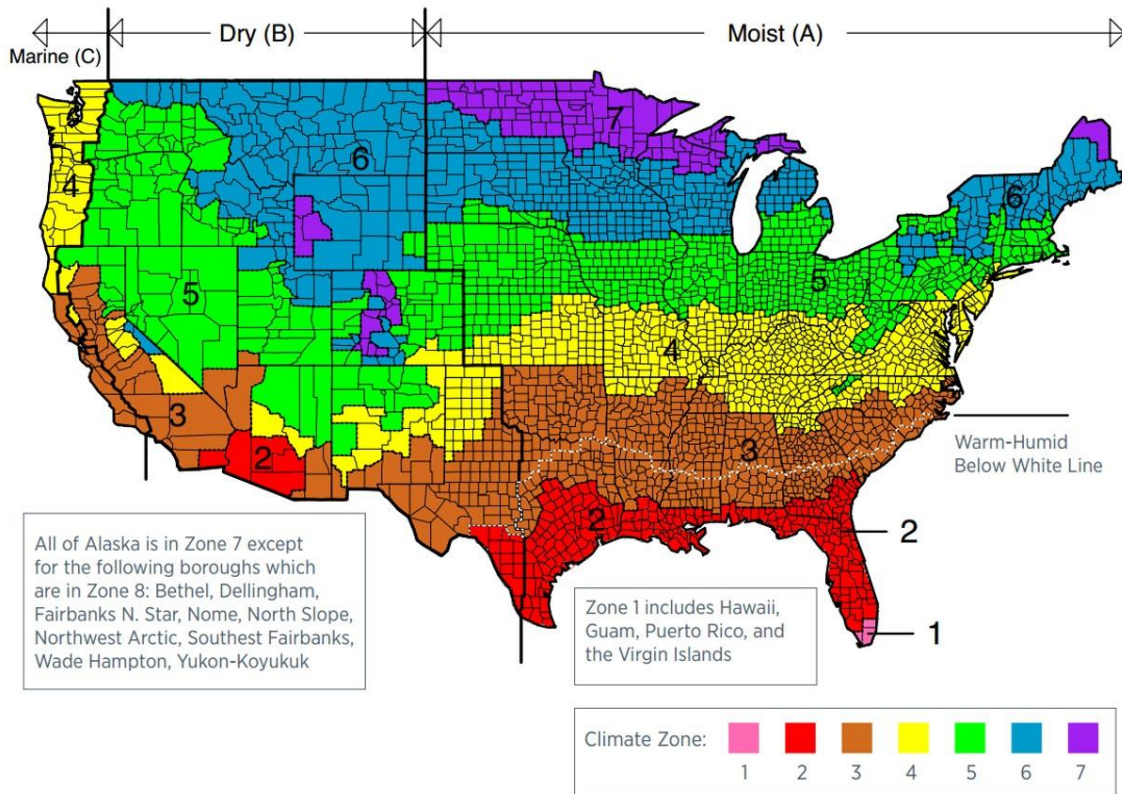 Marine (C)
Dry (B)
Moist (A)
7
6
4
6
5
5
4
3
3
2
Warm-Humid
Below White Line
2
2
1
All of Alaska is in Zone 7 except
for the following boroughs which
are in Zone 8: Bethel, Dellingham,
Fairbanks N. Star, Nome, North Slope,
Northwest Arctic, Southest Fairbanks,
Wade Hampton, Yukon-Koyukuk
Zone 1 includes Hawaii,
Guam, Puerto Rico, and
the Virgin Islands
Climate Zone:
1 2 3 4 5 6 7